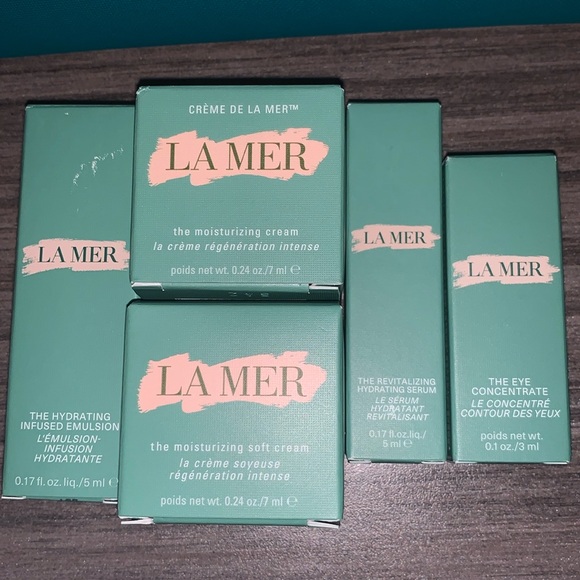 LA MER
THE HYDRATING
INFUSED EMULSION
L'ÉMULSION-
INFUSION
HYDRATANTE
0.17 fl.oz.liq./5 ml ℮
CRÈME DE LA MER™
LA MER
the moisturizing cream
la crème régénération intense
poids net wt. 0.24 oz./7 ml ℮
LA MER
the moisturizing soft cream
la crème soyeuse
régénération intense
poids net wt. 0.24 oz./7 ml ℮
LA MER
THE REVITALIZING
HYDRATING SERUM
LE SÉRUM
HYDRATANT
REVITALISANT
0.17 fl.oz.liq./
5 ml ℮
LA MER
THE EYE
CONCENTRATE
LE CONCENTRÉ
CONTOUR DES YEUX
poids net wt.
0.1 oz./3 ml